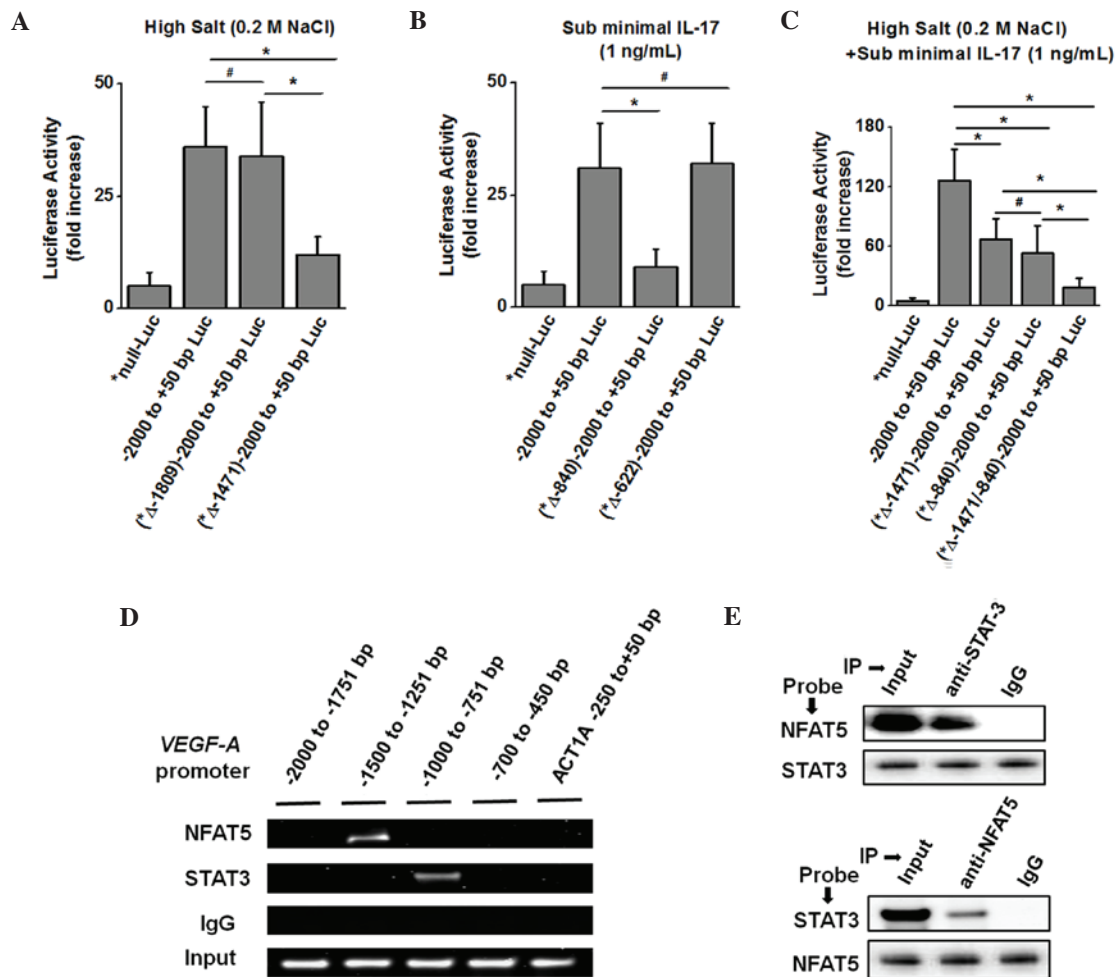 A
High Salt (0.2 M NaCl)
*
#
*
50
25
0
Luciferase Activity
(fold increase)
*null-Luc
-2000 to +50 bp Luc
(*Δ-1809)-2000 to +50 bp Luc
(*Δ-1471)-2000 to +50 bp Luc
B
Sub minimal IL-17
(1 ng/mL)
#
*
50
25
0
Luciferase Activity
(fold increase)
*null-Luc
-2000 to +50 bp Luc
(*Δ-840)-2000 to +50 bp Luc
(*Δ-622)-2000 to +50 bp Luc
C
High Salt (0.2 M NaCl)
+Sub minimal IL-17 (1 ng/mL)
*
*
*
*
#
*
180
120
60
0
Luciferase Activity
(fold increase)
*null-Luc
-2000 to +50 bp Luc
(*Δ-1471)-2000 to +50 bp Luc
(*Δ-840)-2000 to +50 bp Luc
(*Δ-1471/-840)-2000 to +50 bp Luc
D
VEGF-A
promoter
-2000 to -1751 bp
-1500 to -1251 bp
-1000 to -751 bp
-700 to -450 bp
ACT1A -250 to+50 bp
NFAT5
STAT3
IgG
Input
E
IP →
Input
anti-STAT-3
IgG
Probe
NFAT5
STAT3
IP →
Input
anti-NFAT5
IgG
Probe
STAT3
NFAT5